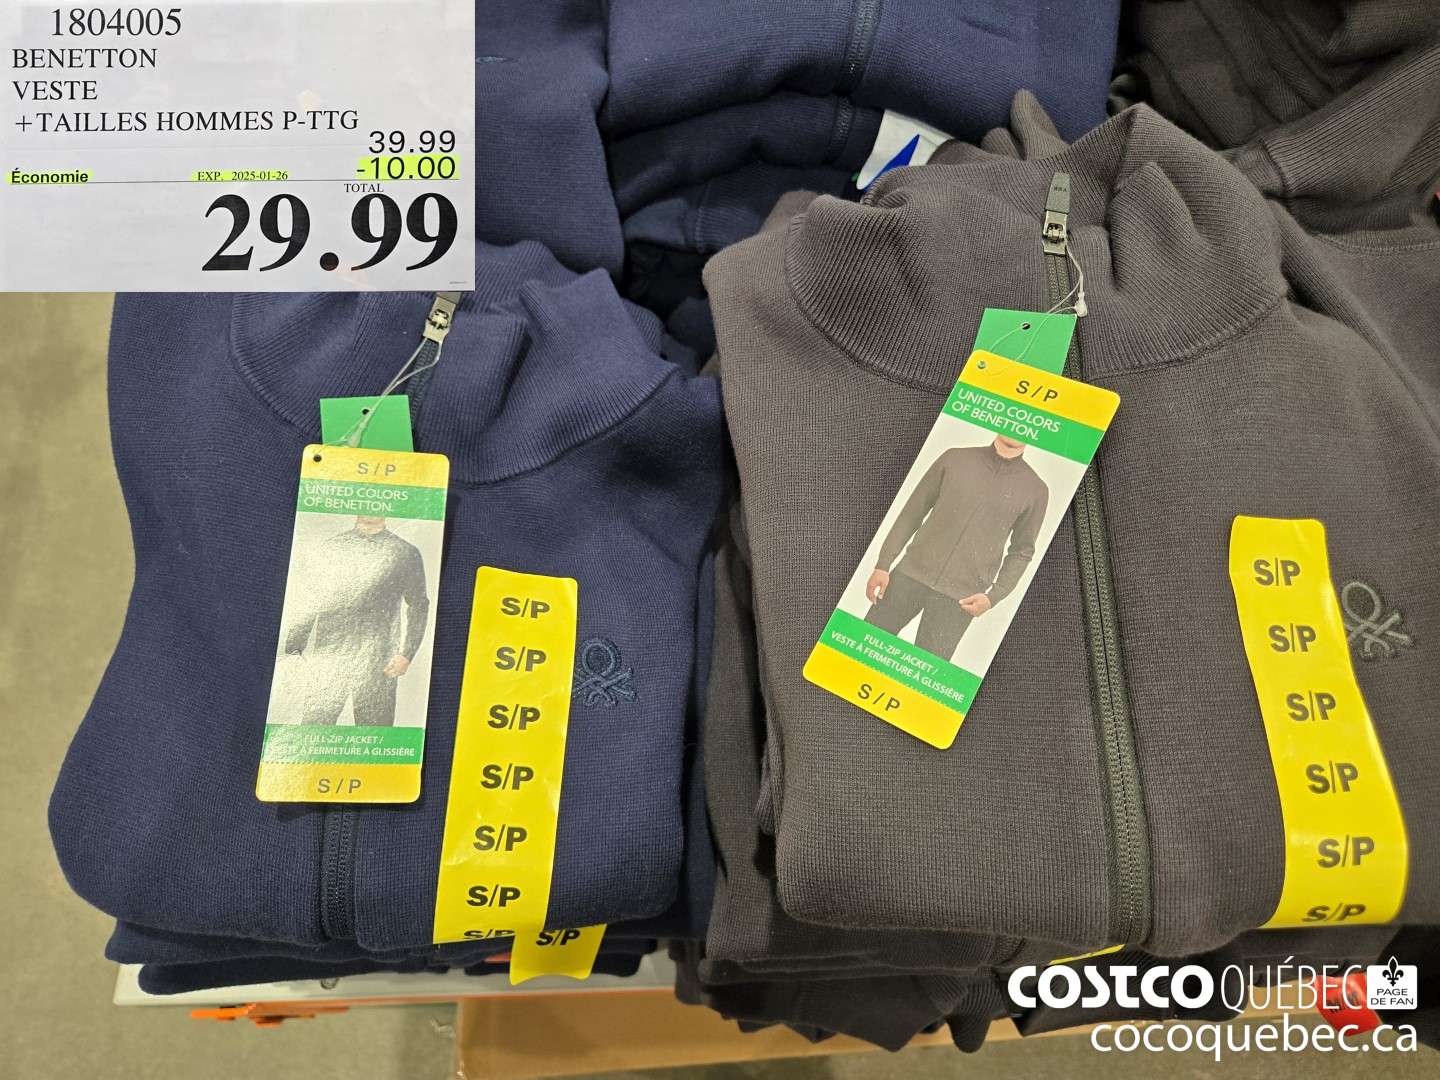 1804005
BENETTON
VESTE
+TAILLES HOMMES P-TTG
39.99
Économie EXP. 2025-01-26 -10.00
TOTAL
29.99
S/P
UNITED COLORS
OF BENETTON.
FULL-ZIP JACKET /
VESTE À FERMETURE À GLISSIÈRE
S/P
S/P
S/P
S/P
S/P
S/P
S/P
S/P
S/P
S/P
UNITED COLORS
OF BENETTON.
FULL-ZIP JACKET /
VESTE À FERMETURE À GLISSIÈRE
S/P
S/P
S/P
S/P
S/P
S/P
S/P
COSTCO QUÉBEC
PAGE
DE FAN
cocoquebec.ca